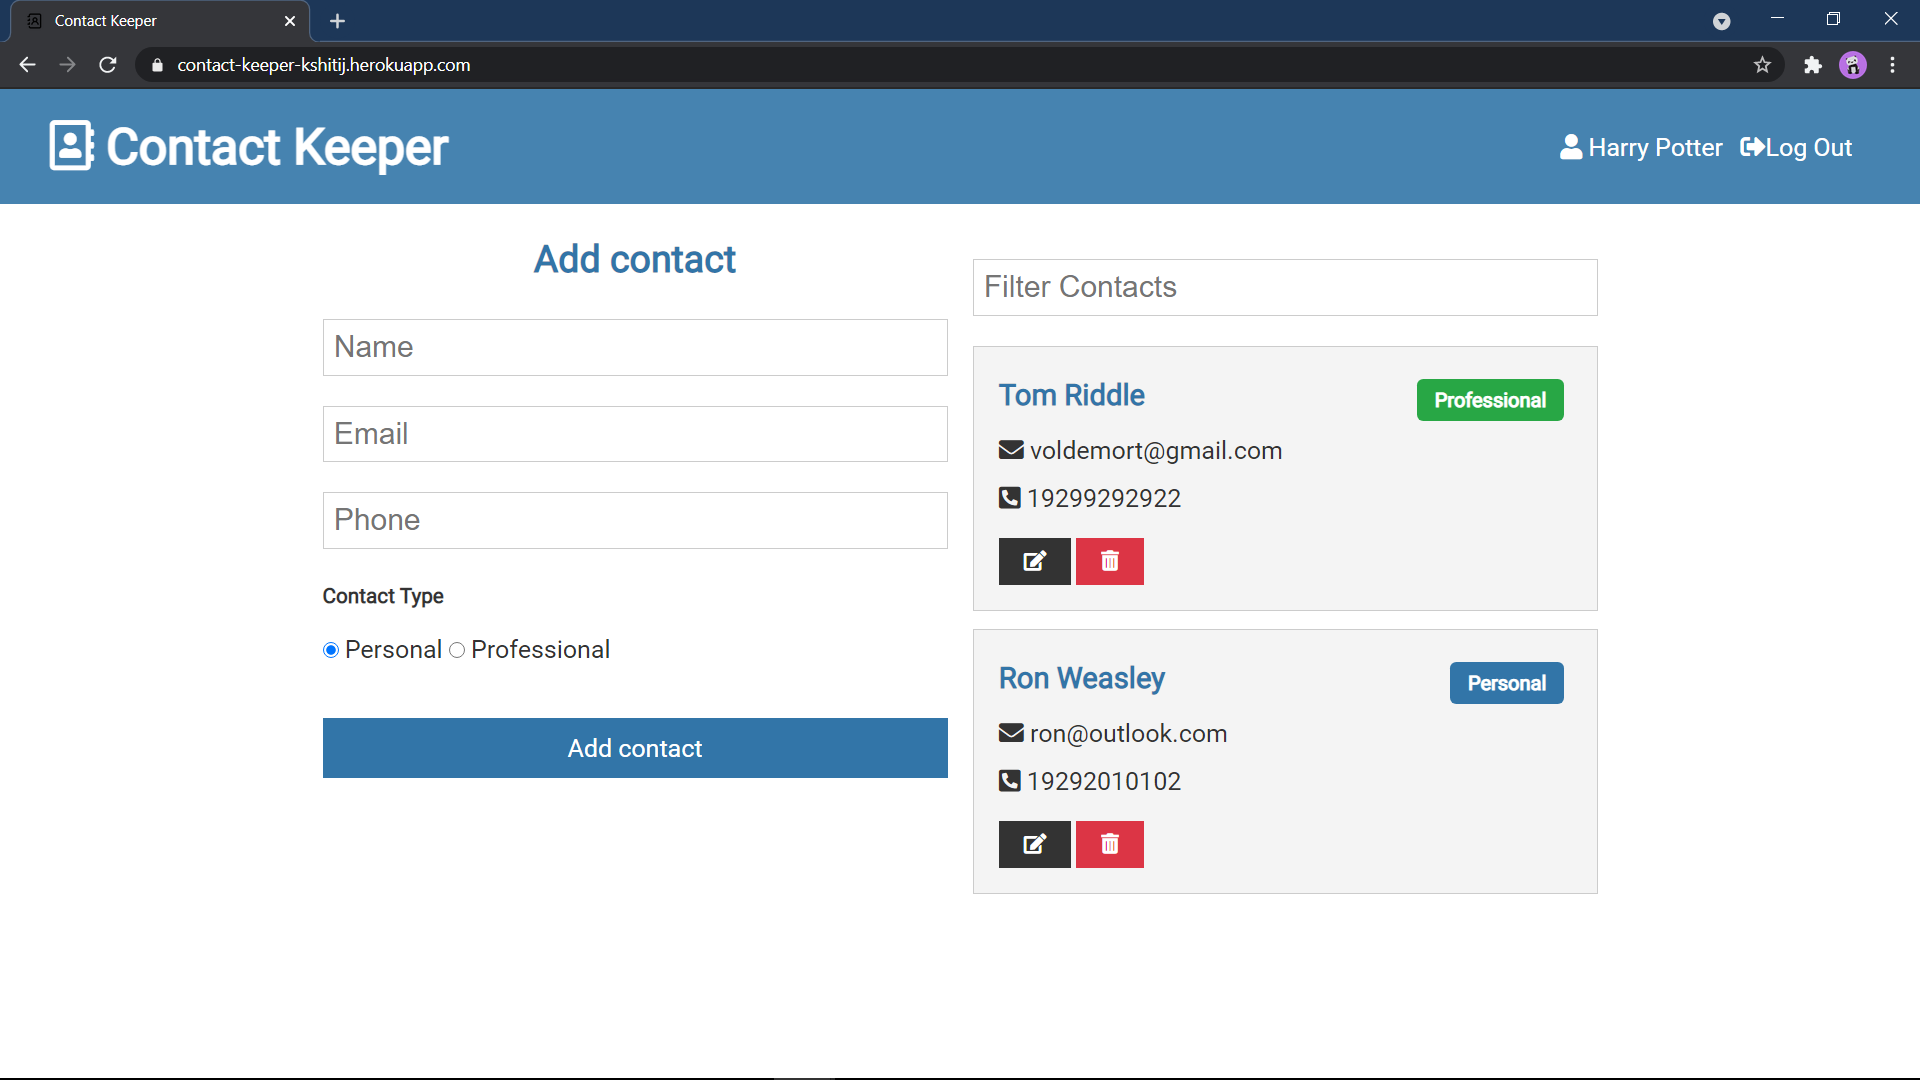 Contact Keeper
contact-keeper-kshitij.herokuapp.com
Contact Keeper
Harry Potter Log Out
Add contact
Name
Email
Phone
Contact Type
Personal Professional
Add contact
Filter Contacts
Tom Riddle
Professional
voldemort@gmail.com
19299292922
Ron Weasley
Personal
ron@outlook.com
19292010102